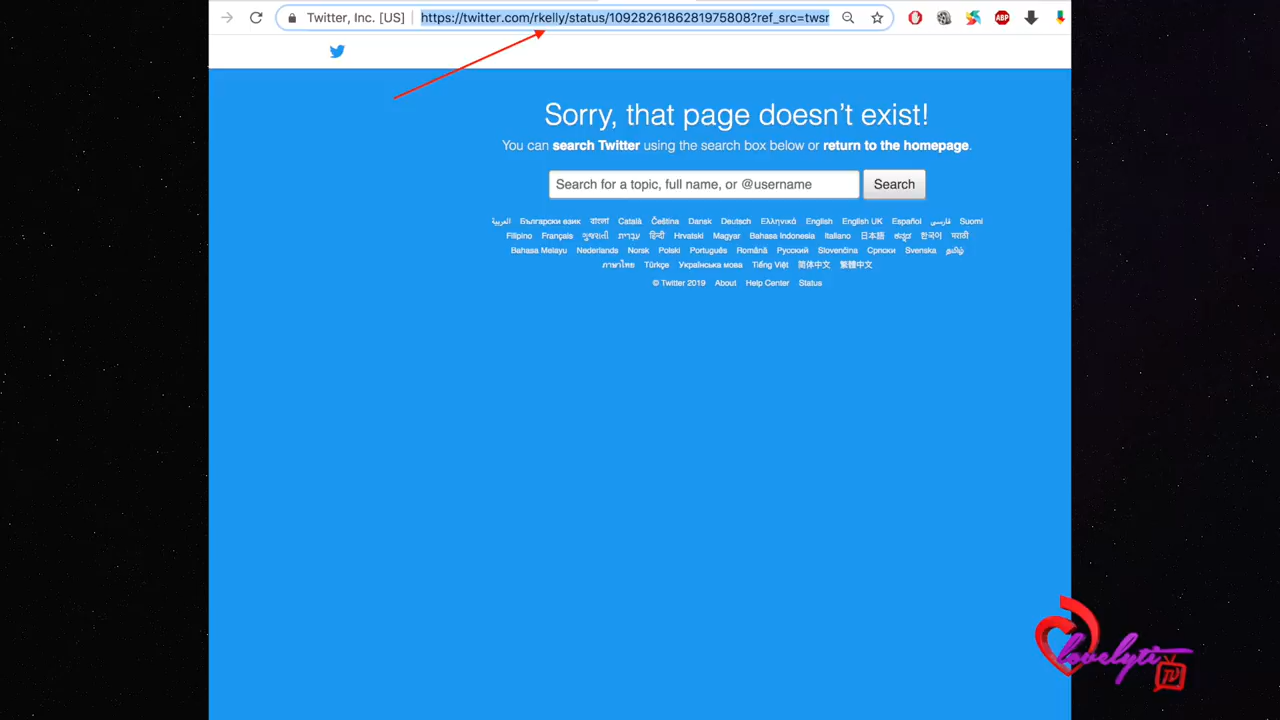 Twitter, Inc. [US] https://twitter.com/rkelly/status/1092826186281975808?ref_src=twsr
ABP
Sorry, that page doesn't exist!
You can search Twitter using the search box below or return to the homepage.
Search for a topic, full name, or @username Search
العربية Български език বাংলা Català Čeština Dansk Deutsch Ελληνικά English English UK Español فارسی Suomi
Filipino Français ગુજરાતી עברית हिन्दी Hrvatski Magyar Bahasa Indonesia Italiano 日本語 ಕನ್ನಡ 한국어 मराठी
Bahasa Melayu Nederlands Norsk Polski Português Română Русский Slovenčina Српски Svenska தமிழ்
ภาษาไทย Türkçe Українська мова Tiếng Việt 简体中文 繁體中文
© Twitter 2019 About Help Center Status
lovelyti
TV